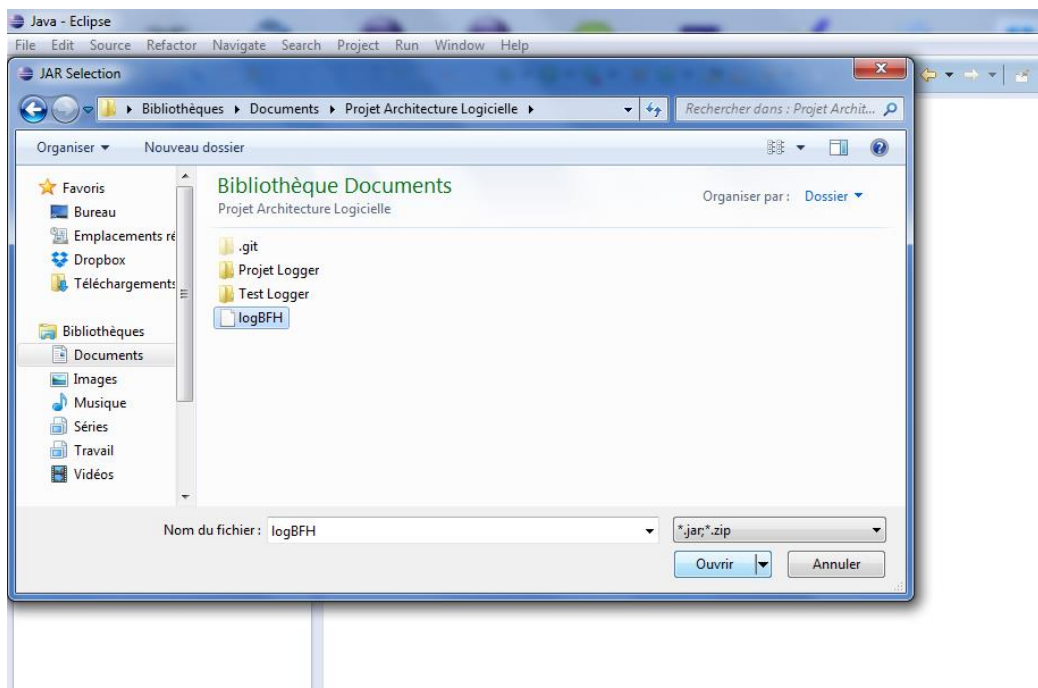 Java - Eclipse
File Edit Source Refactor Navigate Search Project Run Window Help
JAR Selection
Bibliothèques Documents Projet Architecture Logicielle
Rechercher dans : Projet Archit...
Organiser Nouveau dossier
Favoris
Bureau
Emplacements ré
Dropbox
Téléchargements
Bibliothèques
Documents
Images
Musique
Séries
Travail
Vidéos
Bibliothèque Documents
Projet Architecture Logicielle
Organiser par : Dossier
.git
Projet Logger
Test Logger
logBFH
Nom du fichier : logBFH
*.jar;*.zip
Ouvrir Annuler